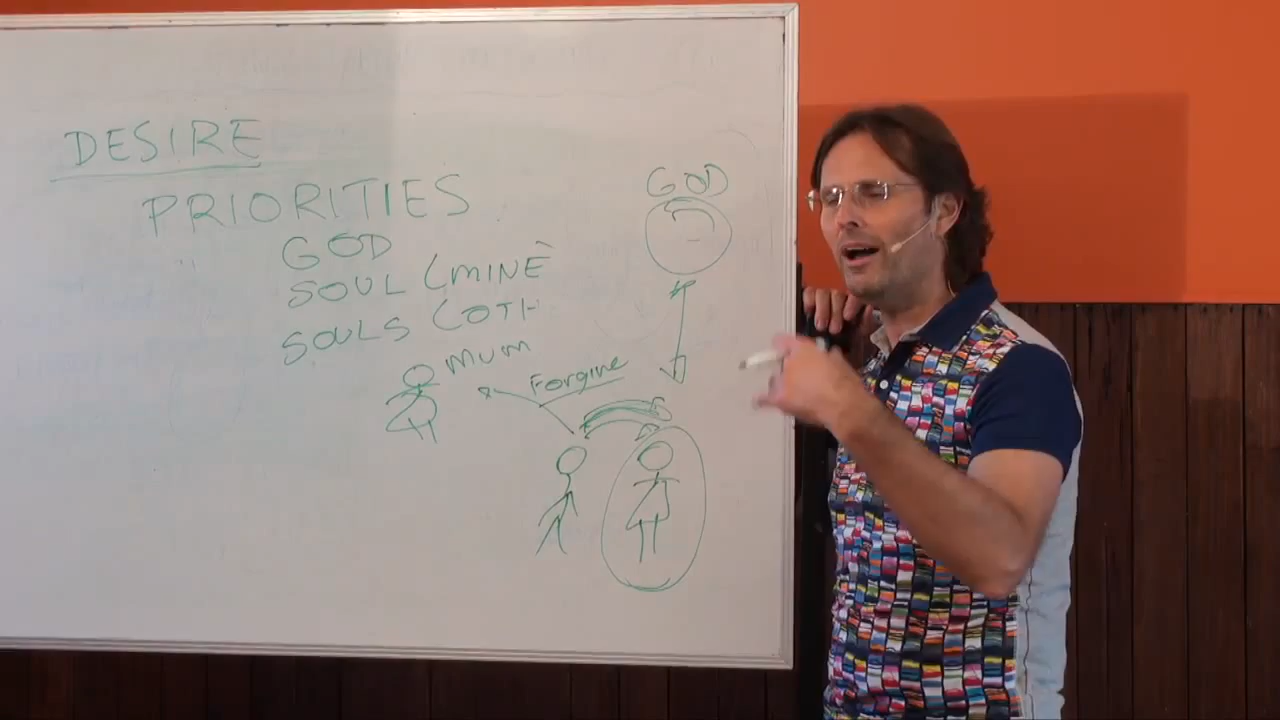 DESIRE
PRIORITIES
GOD
SOUL (MINE
SOULS (OTH
MUM
Forgive
GOD